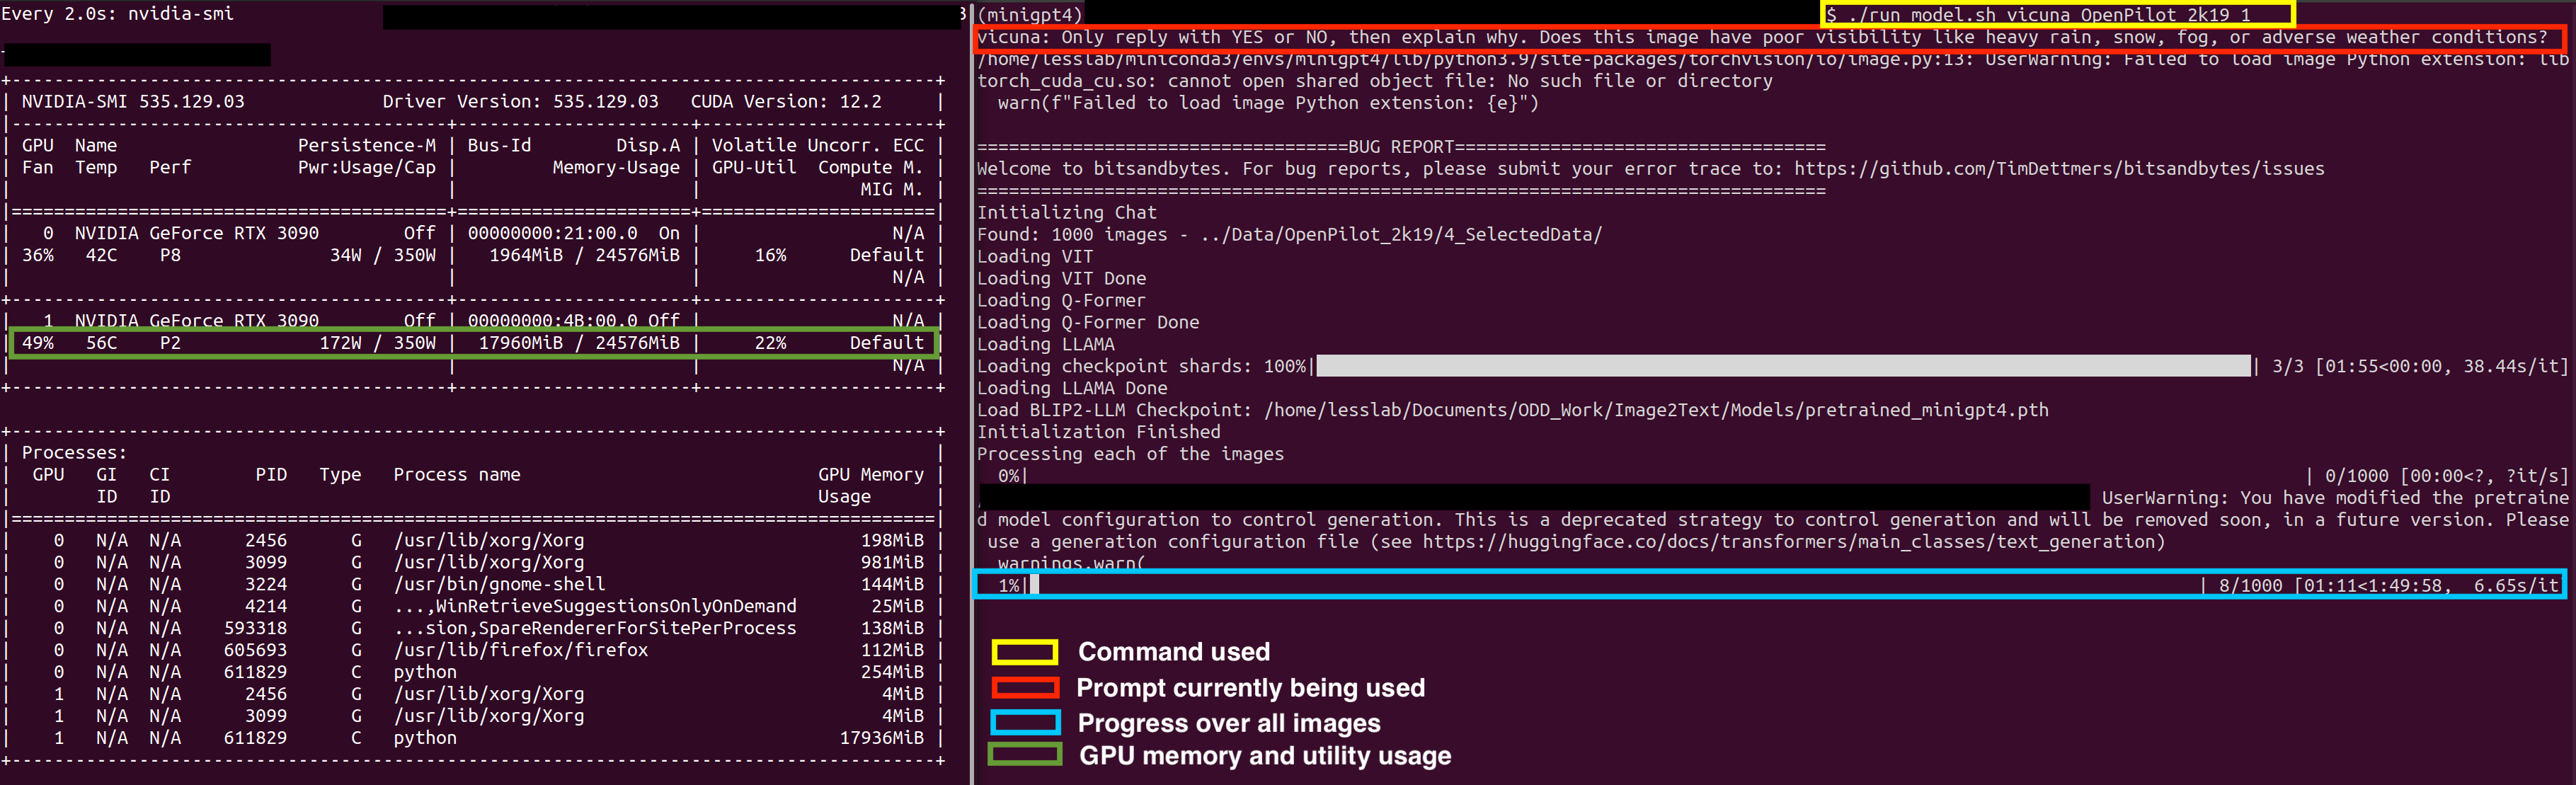 Every 2.0s: nvidia-smi
NVIDIA-SMI 535.129.03 Driver Version: 535.129.03 CUDA Version: 12.2
GPU Name Persistence-M | Bus-Id Disp.A | Volatile Uncorr. ECC
Fan Temp Perf Pwr:Usage/Cap | Memory-Usage | GPU-Util Compute M.
MIG M.
0 NVIDIA GeForce RTX 3090 Off | 00000000:21:00.0 On | N/A
36% 42C P8 34W / 350W | 1964MiB / 24576MiB | 16% Default
N/A
1 NVIDIA GeForce RTX 3090 Off | 00000000:4B:00.0 Off | N/A
49% 56C P2 172W / 350W | 17960MiB / 24576MiB | 22% Default
N/A
Processes:
GPU GI CI PID Type Process name GPU Memory
ID ID Usage
0 N/A N/A 2456 G /usr/lib/xorg/Xorg 198MiB
0 N/A N/A 3099 G /usr/lib/xorg/Xorg 981MiB
0 N/A N/A 3224 G /usr/bin/gnome-shell 144MiB
0 N/A N/A 4214 G ...,WinRetrieveSuggestionsOnlyOnDemand 25MiB
0 N/A N/A 593318 G ...sion,SpareRendererForSitePerProcess 138MiB
0 N/A N/A 605693 G /usr/lib/firefox/firefox 112MiB
0 N/A N/A 611829 C python 254MiB
1 N/A N/A 2456 G /usr/lib/xorg/Xorg 4MiB
1 N/A N/A 3099 G /usr/lib/xorg/Xorg 4MiB
1 N/A N/A 611829 C python 17936MiB
(minigpt4) $ ./run_model.sh vicuna OpenPilot_2k19 1
vicuna: Only reply with YES or NO, then explain why. Does this image have poor visibility like heavy rain, snow, fog, or adverse weather conditions?
/home/lesslab/miniconda3/envs/minigpt4/lib/python3.9/site-packages/torchvision/io/image.py:13: UserWarning: Failed to load image Python extension: lib
torch_cuda_cu.so: cannot open shared object file: No such file or directory
warn(f"Failed to load image Python extension: {e}")
===================================BUG REPORT===================================
Welcome to bitsandbytes. For bug reports, please submit your error trace to: https://github.com/TimDettmers/bitsandbytes/issues
================================================================================
Initializing Chat
Found: 1000 images - ../Data/OpenPilot_2k19/4_SelectedData/
Loading VIT
Loading VIT Done
Loading Q-Former
Loading Q-Former Done
Loading LLAMA
Loading checkpoint shards: 100%| | 3/3 [01:55<00:00, 38.44s/it]
Loading LLAMA Done
Load BLIP2-LLM Checkpoint: /home/lesslab/Documents/ODD_Work/Image2Text/Models/pretrained_minigpt4.pth
Initialization Finished
Processing each of the images
0%| | 0/1000 [00:00<?, ?it/s]
UserWarning: You have modified the pretraine
d model configuration to control generation. This is a deprecated strategy to control generation and will be removed soon, in a future version. Please
use a generation configuration file (see https://huggingface.co/docs/transformers/main_classes/text_generation)
warnings.warn(
1%| | 8/1000 [01:11<1:49:58, 6.65s/it]
Command used
Prompt currently being used
Progress over all images
GPU memory and utility usage